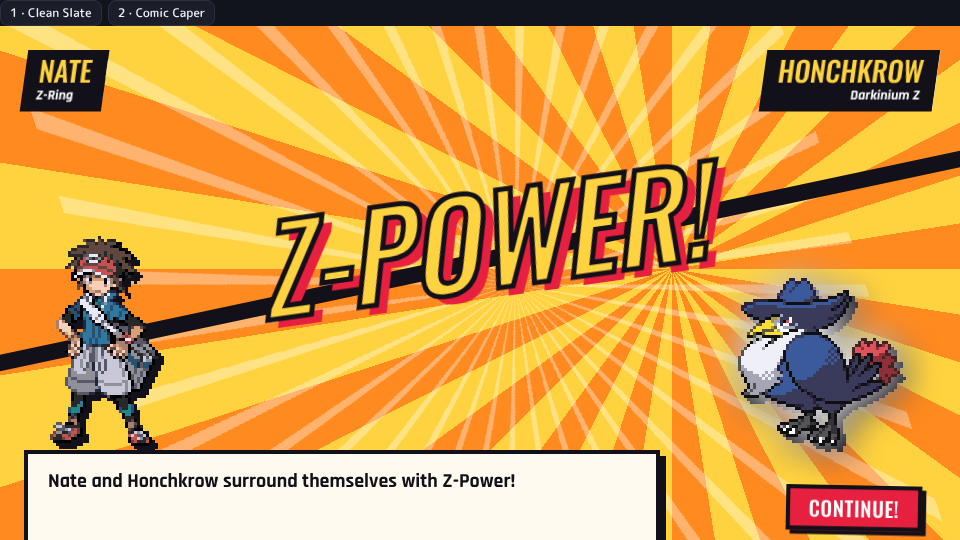 1 · Clean Slate
2 · Comic Caper
NATE
Z-Ring
HONCHKROW
Darkinium Z
Z-POWER!
Nate and Honchkrow surround themselves with Z-Power!
CONTINUE!